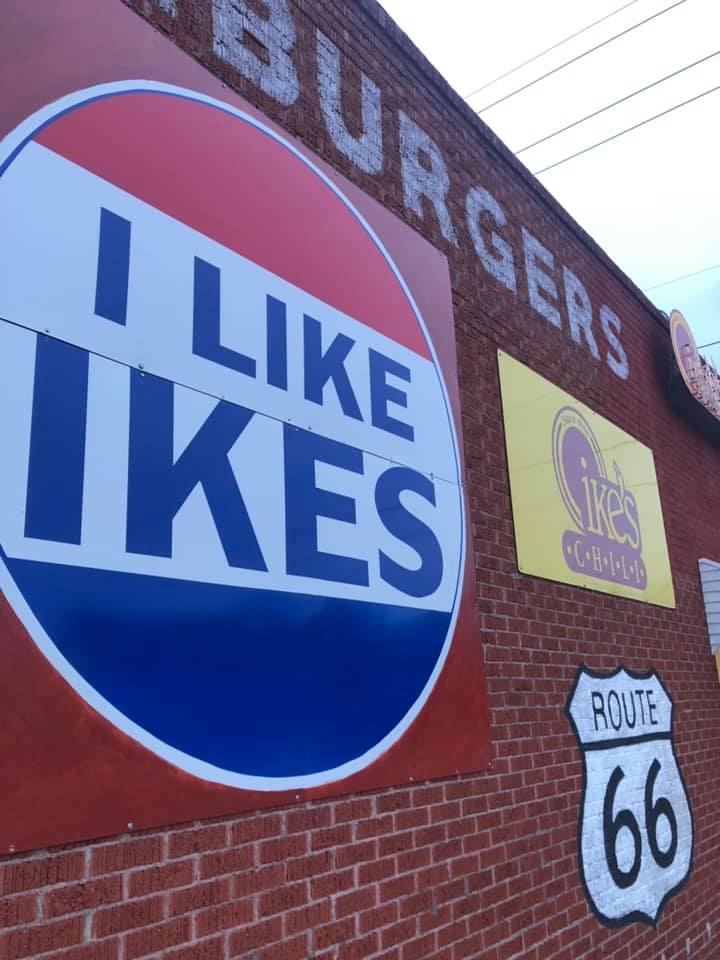 BURGERS
I LIKE
IKES
ike's
CHILI
ROUTE
66